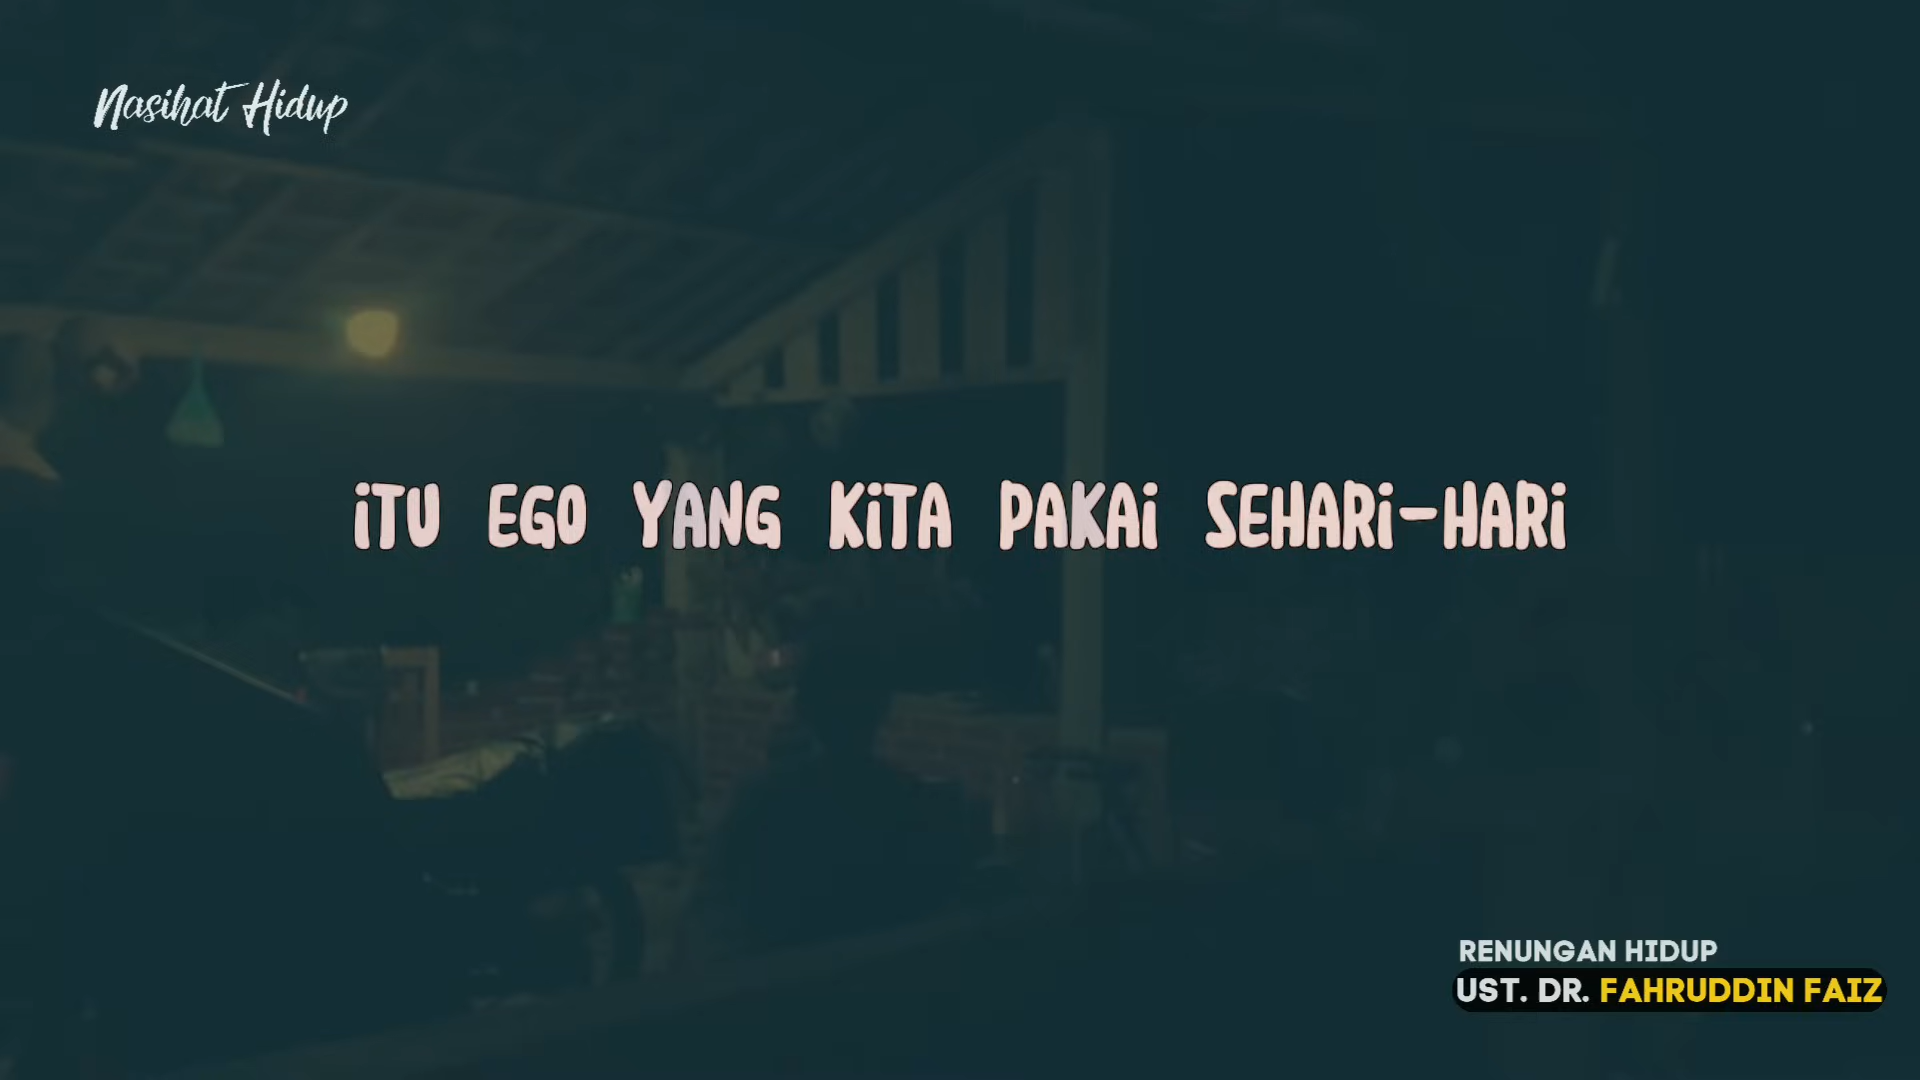 Nasihat Hidup
iTU EGO YANG KiTA PAKAi SEHARi-HARi
RENUNGAN HIDUP
UST. DR. FAHRUDDIN FAIZ